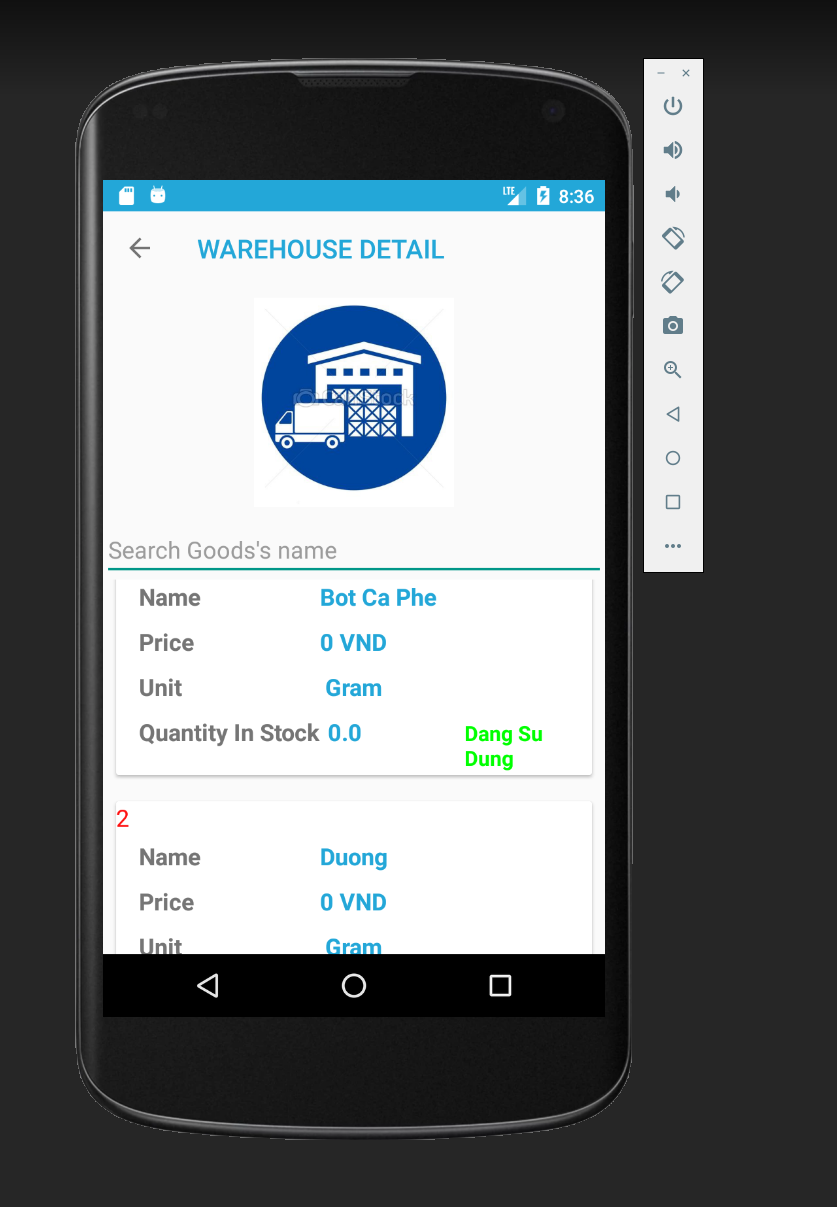 LTE 8:36
WAREHOUSE DETAIL
Search Goods's name
Name Bot Ca Phe
Price 0 VND
Unit Gram
Quantity In Stock 0.0 Dang Su
Dung
2
Name Duong
Price 0 VND
Unit Gram